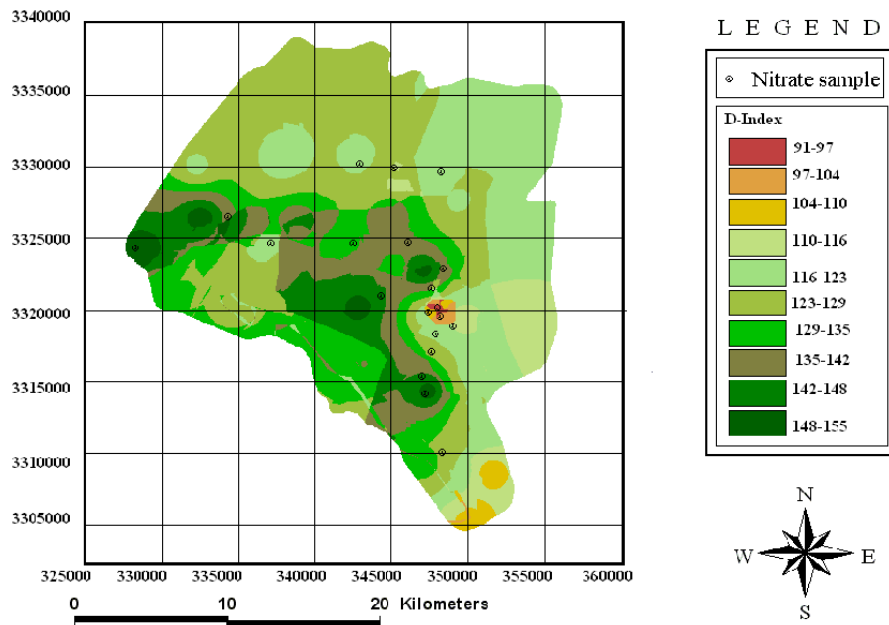 3340000
3335000
3330000
3325000
3320000
3315000
3310000
3305000
325000 330000 335000 340000 345000 350000 355000 360000
0 10 20 Kilometers
L E G E N D
Nitrate sample
D-Index
91-97
97-104
104-110
110-116
116-123
123-129
129-135
135-142
142-148
148-155
N
W E
S